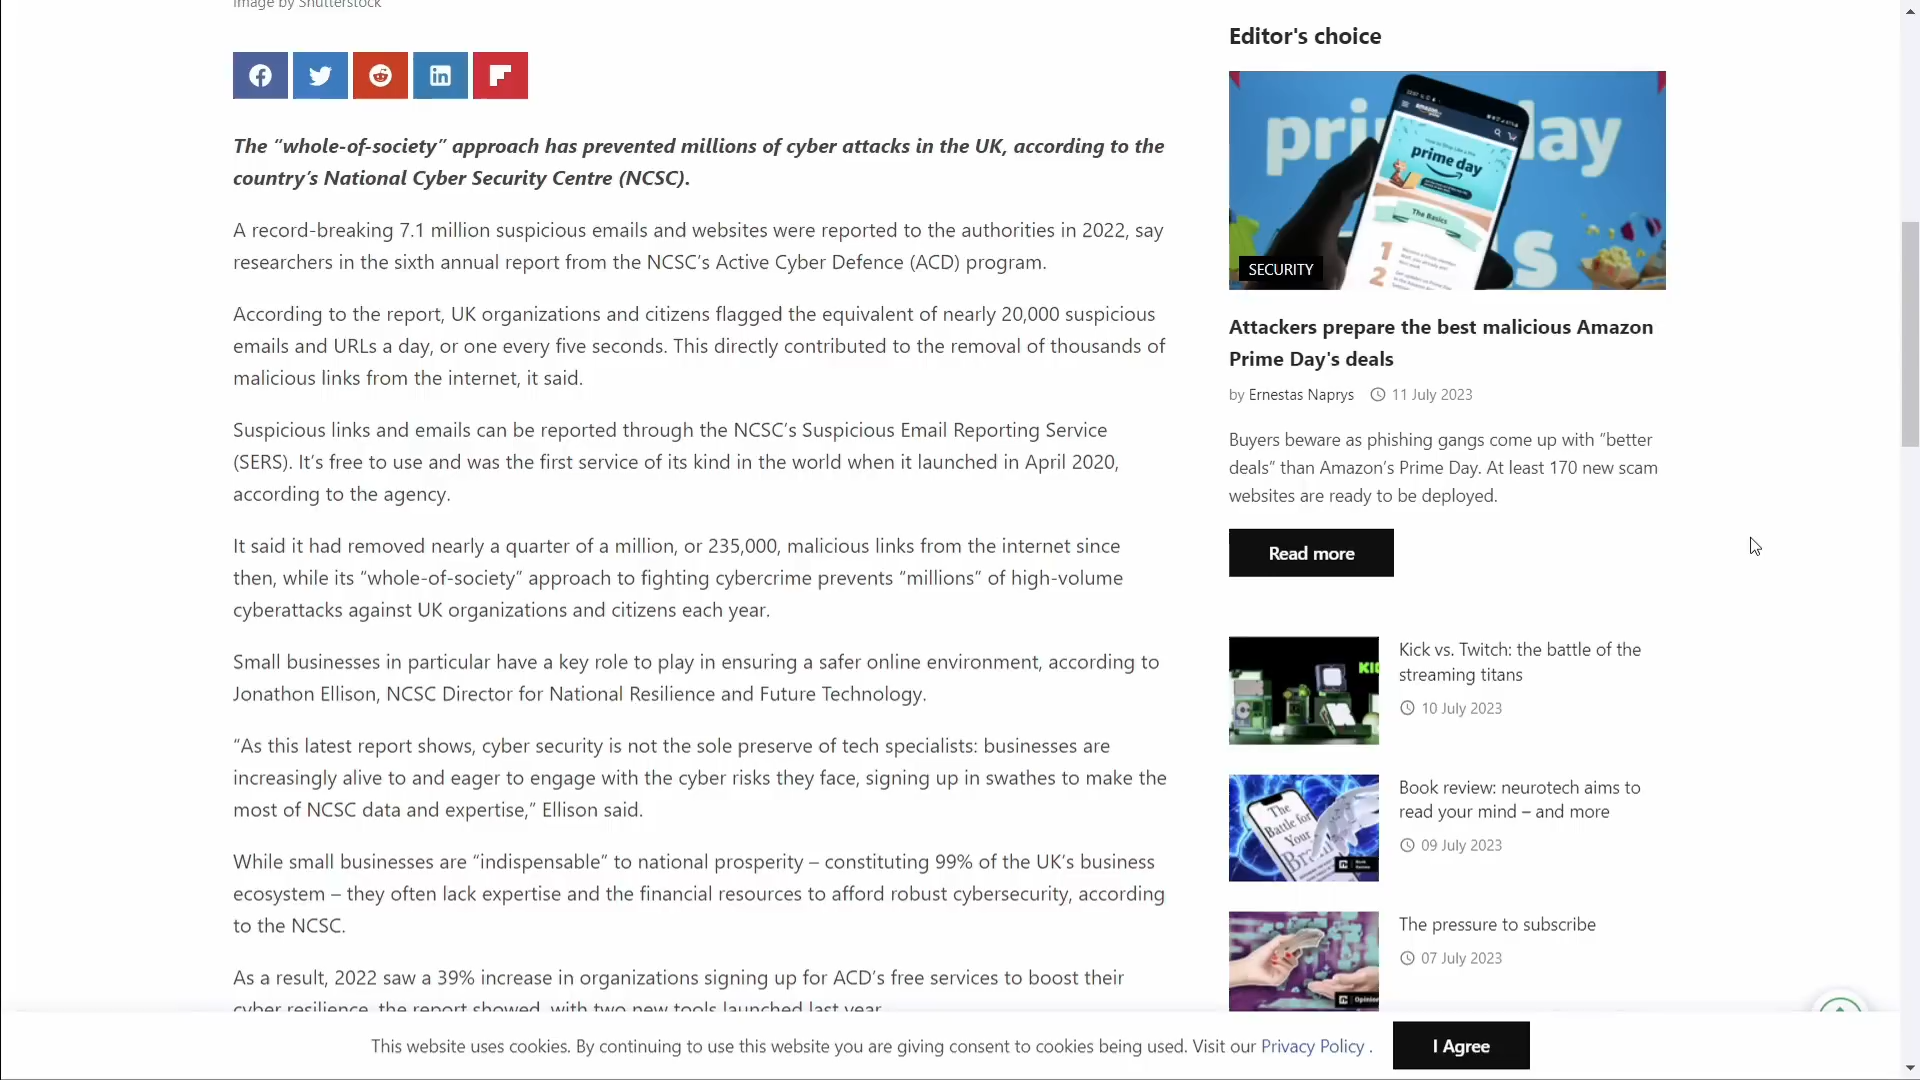 Image by Shutterstock
The “whole-of-society” approach has prevented millions of cyber attacks in the UK, according to the
country’s National Cyber Security Centre (NCSC).
A record-breaking 7.1 million suspicious emails and websites were reported to the authorities in 2022, say
researchers in the sixth annual report from the NCSC’s Active Cyber Defence (ACD) program.
According to the report, UK organizations and citizens flagged the equivalent of nearly 20,000 suspicious
emails and URLs a day, or one every five seconds. This directly contributed to the removal of thousands of
malicious links from the internet, it said.
Suspicious links and emails can be reported through the NCSC’s Suspicious Email Reporting Service
(SERS). It’s free to use and was the first service of its kind in the world when it launched in April 2020,
according to the agency.
It said it had removed nearly a quarter of a million, or 235,000, malicious links from the internet since
then, while its “whole-of-society” approach to fighting cybercrime prevents “millions” of high-volume
cyberattacks against UK organizations and citizens each year.
Small businesses in particular have a key role to play in ensuring a safer online environment, according to
Jonathon Ellison, NCSC Director for National Resilience and Future Technology.
“As this latest report shows, cyber security is not the sole preserve of tech specialists: businesses are
increasingly alive to and eager to engage with the cyber risks they face, signing up in swathes to make the
most of NCSC data and expertise,” Ellison said.
While small businesses are “indispensable” to national prosperity – constituting 99% of the UK’s business
ecosystem – they often lack expertise and the financial resources to afford robust cybersecurity, according
to the NCSC.
As a result, 2022 saw a 39% increase in organizations signing up for ACD’s free services to boost their
cyber resilience, the report showed, with two new tools launched last year.
Editor's choice
prime day
The Basics
1
2
SECURITY
Attackers prepare the best malicious Amazon
Prime Day's deals
by Ernestas Naprys 11 July 2023
Buyers beware as phishing gangs come up with “better
deals” than Amazon’s Prime Day. At least 170 new scam
websites are ready to be deployed.
Read more
Kick vs. Twitch: the battle of the
streaming titans
10 July 2023
The
Battle for
Your
Book review: neurotech aims to
read your mind – and more
09 July 2023
Opinion
The pressure to subscribe
07 July 2023
This website uses cookies. By continuing to use this website you are giving consent to cookies being used. Visit our Privacy Policy .
I Agree